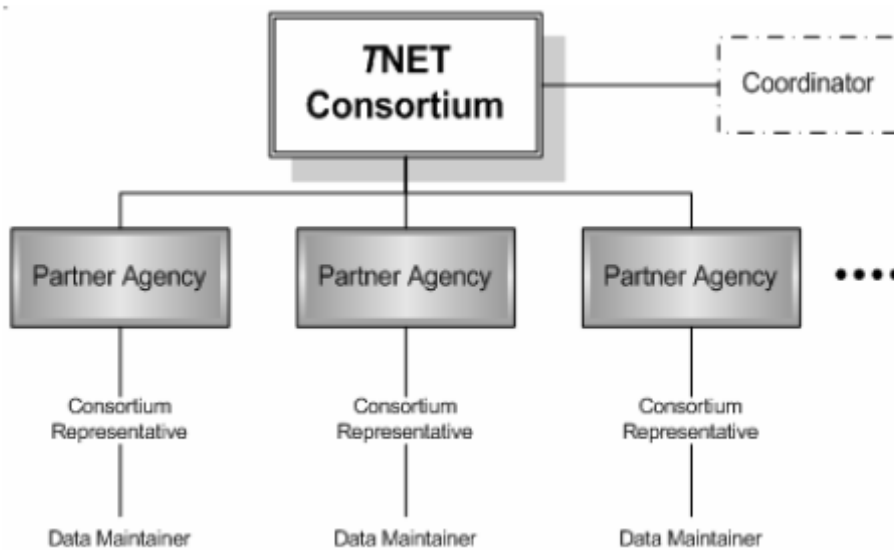 TNET
Consortium
Coordinator
Partner Agency
Partner Agency
Partner Agency
Consortium
Representative
Consortium
Representative
Consortium
Representative
Data Maintainer
Data Maintainer
Data Maintainer